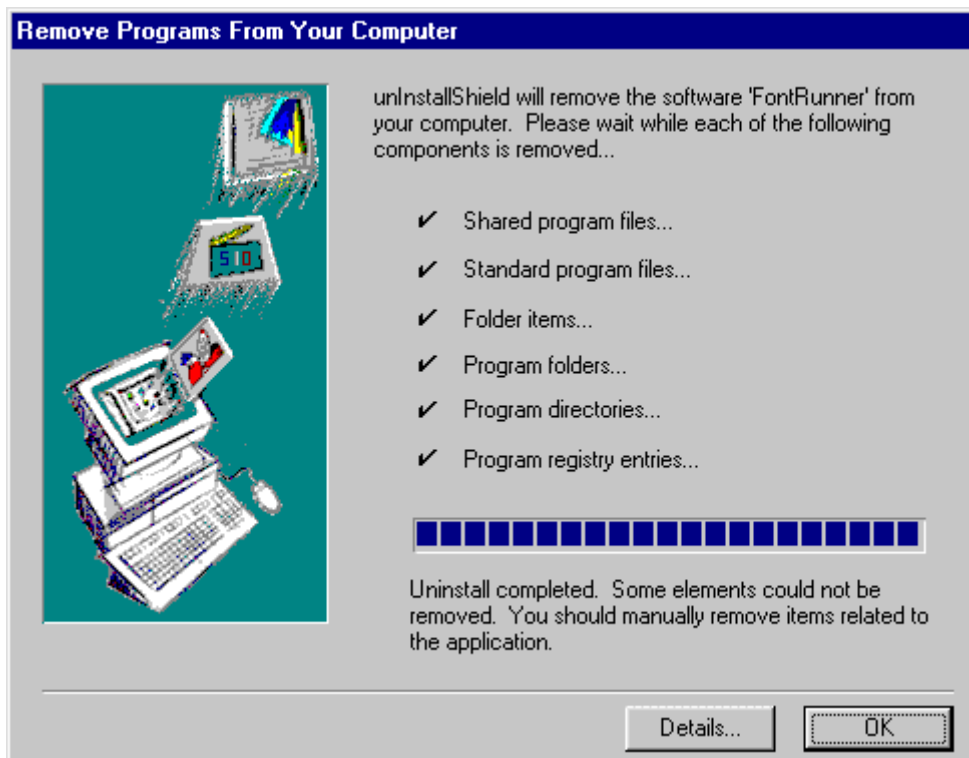 Remove Programs From Your Computer
unInstallShield will remove the software 'FontRunner' from
your computer.  Please wait while each of the following
components is removed...
Shared program files...
Standard program files...
Folder items...
Program folders...
Program directories...
Program registry entries...
Uninstall completed.  Some elements could not be
removed.  You should manually remove items related to
the application.
Details...
OK